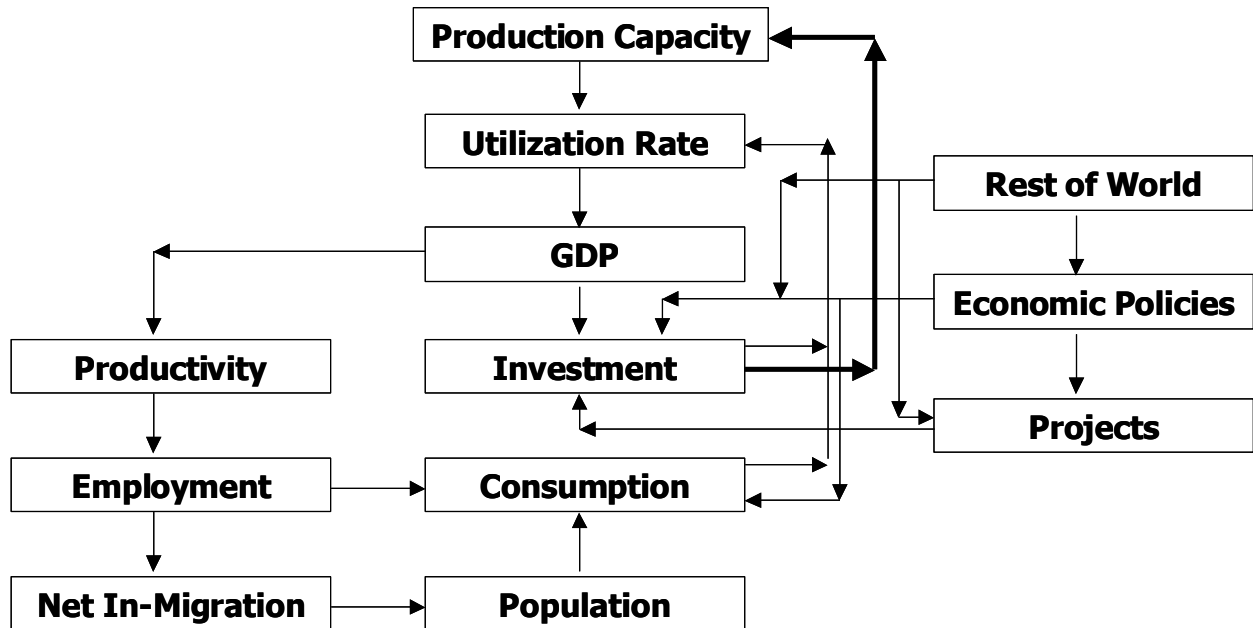 Production Capacity
Utilization Rate
Rest of World
GDP
Economic Policies
Productivity
Investment
Projects
Employment
Consumption
Net In-Migration
Population